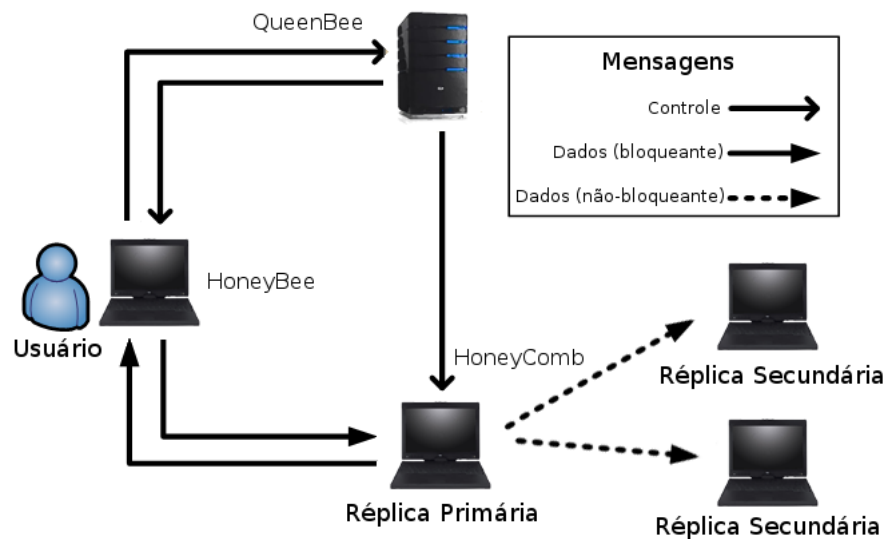 QueenBee
Mensagens
Controle
Dados (bloqueante)
Dados (não-bloqueante)
HoneyBee
Usuário
HoneyComb
Réplica Secundária
Réplica Primária
Réplica Secundária